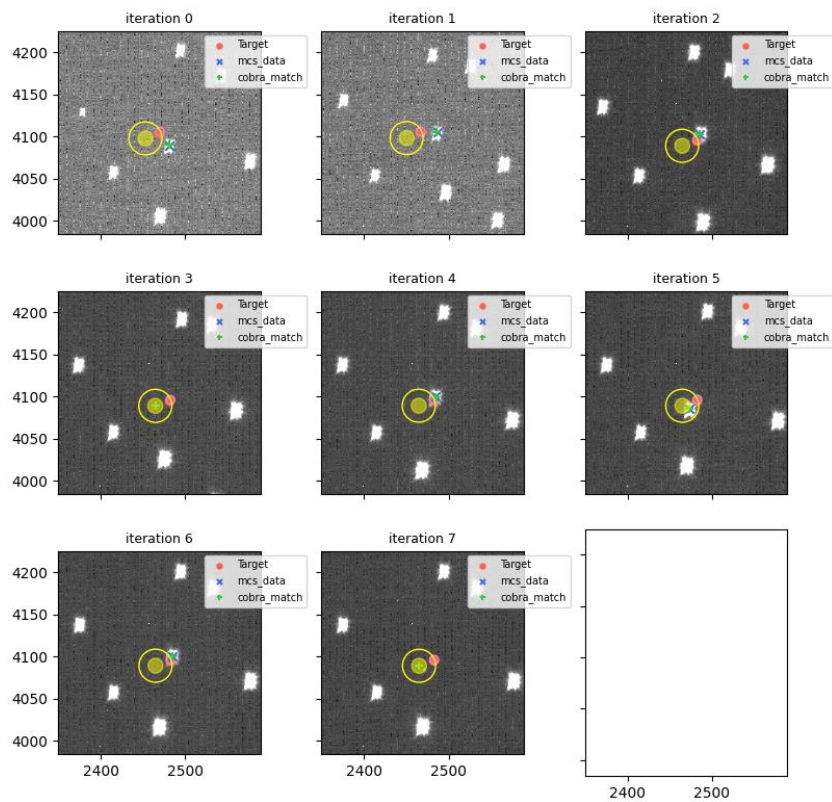 iteration 0
iteration 1
iteration 2
4200
4150
4100
4050
4000
Target
mcs_data
cobra_match
Target
mcs_data
cobra_match
Target
mcs_data
cobra_match
iteration 3
iteration 4
iteration 5
4200
4150
4100
4050
4000
Target
mcs_data
cobra_match
Target
mcs_data
cobra_match
Target
mcs_data
cobra_match
iteration 6
iteration 7
4200
4150
4100
4050
4000
Target
mcs_data
cobra_match
Target
mcs_data
cobra_match
2400 2500
2400 2500
2400 2500